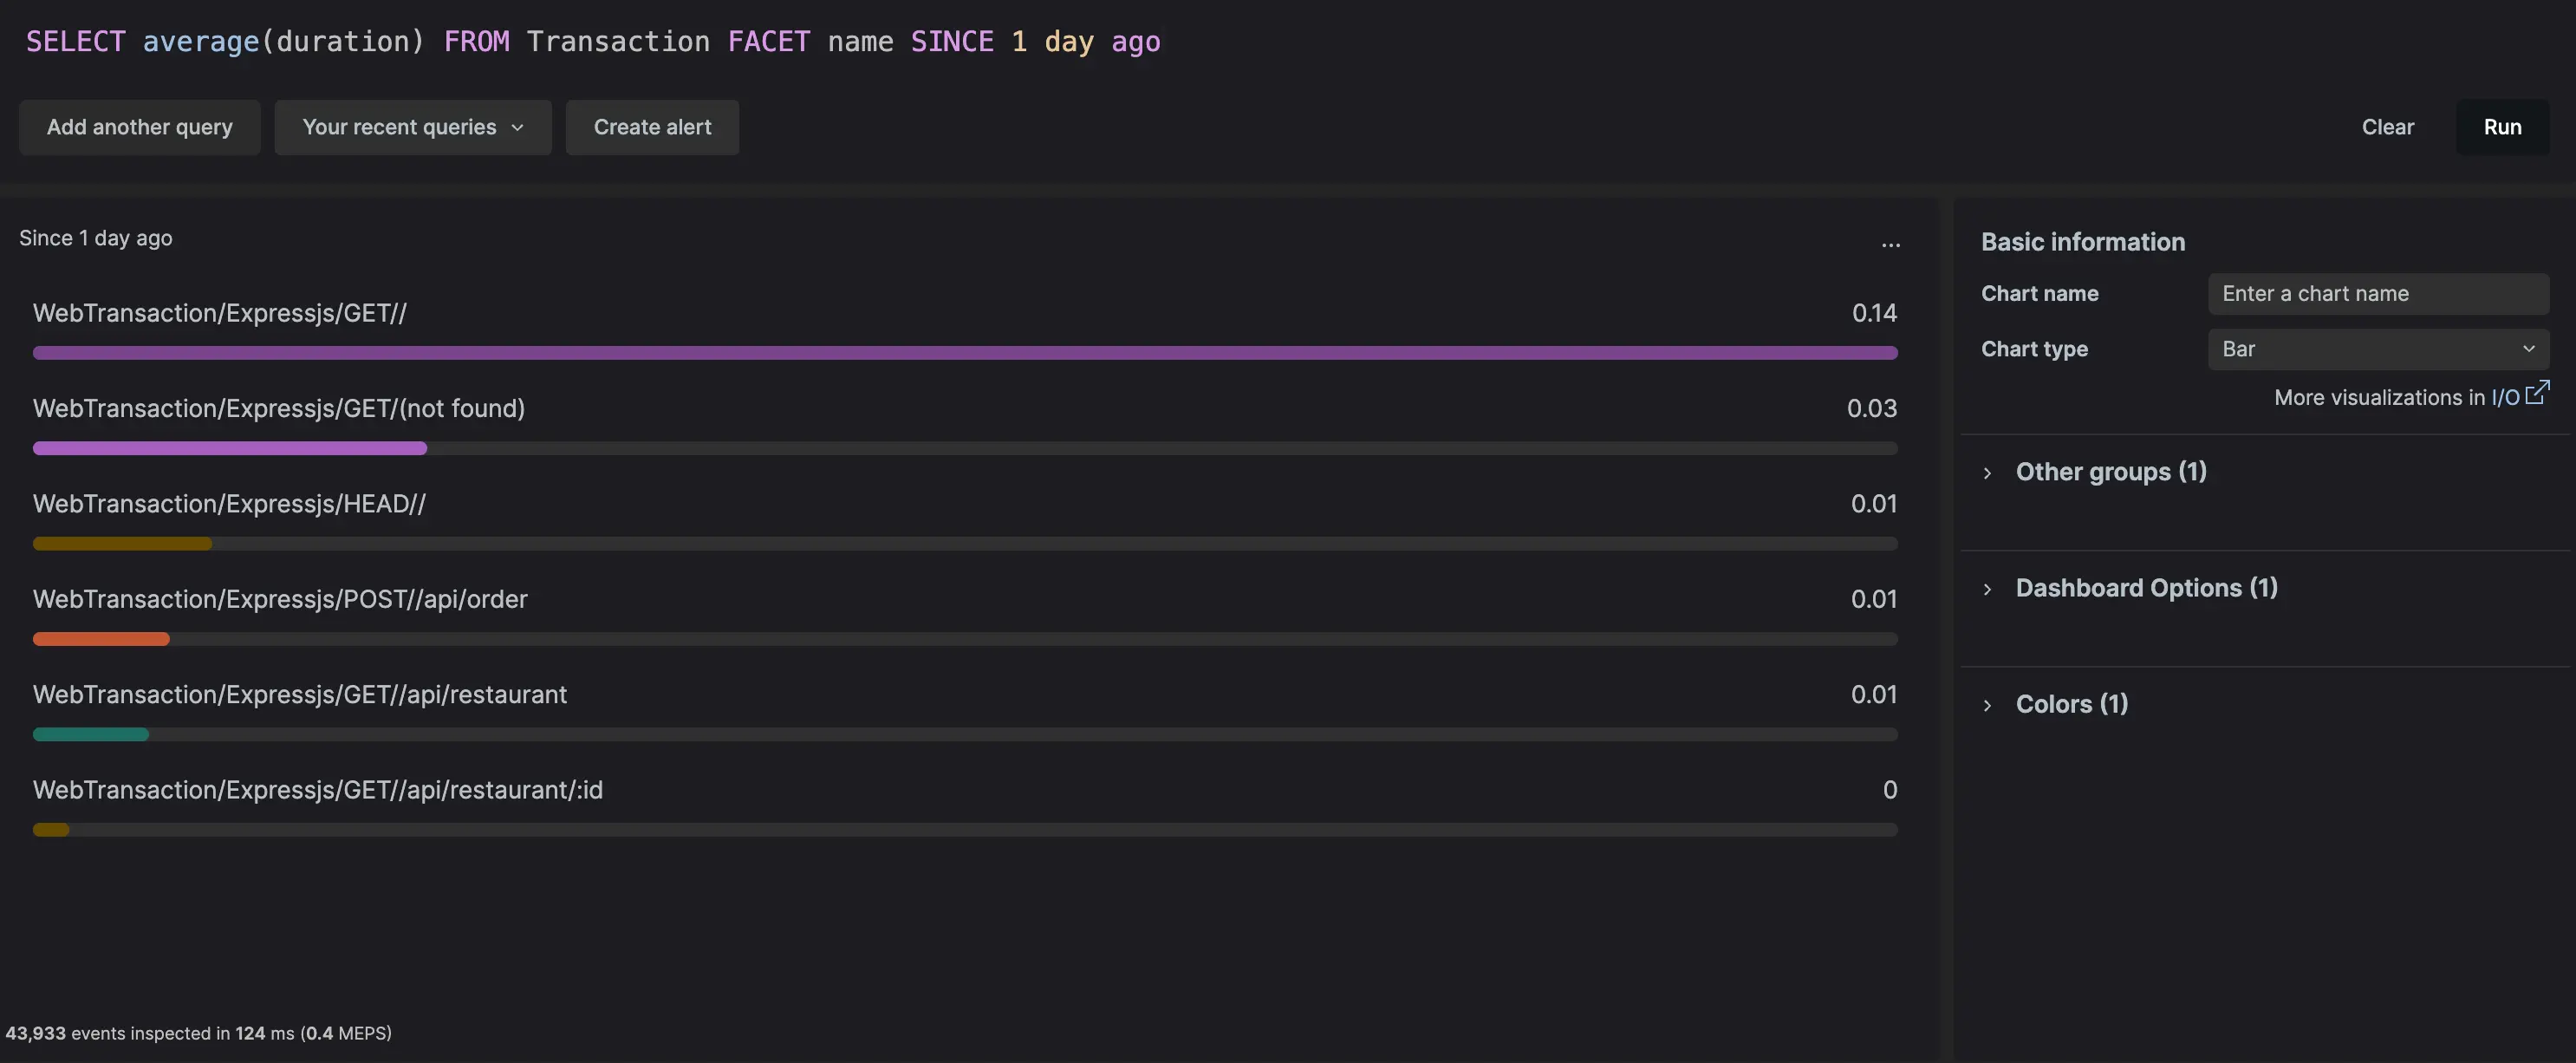 SELECT average(duration) FROM Transaction FACET name SINCE 1 day ago
Add another query
Your recent queries
Create alert
Clear
Run
Since 1 day ago
...
WebTransaction/Expressjs/GET//
0.14
WebTransaction/Expressjs/GET/(not found)
0.03
WebTransaction/Expressjs/HEAD//
0.01
WebTransaction/Expressjs/POST//api/order
0.01
WebTransaction/Expressjs/GET//api/restaurant
0.01
WebTransaction/Expressjs/GET//api/restaurant/:id
0
43,933 events inspected in 124 ms (0.4 MEPS)
Basic information
Chart name
Enter a chart name
Chart type
Bar
More visualizations in I/O
Other groups (1)
Dashboard Options (1)
Colors (1)